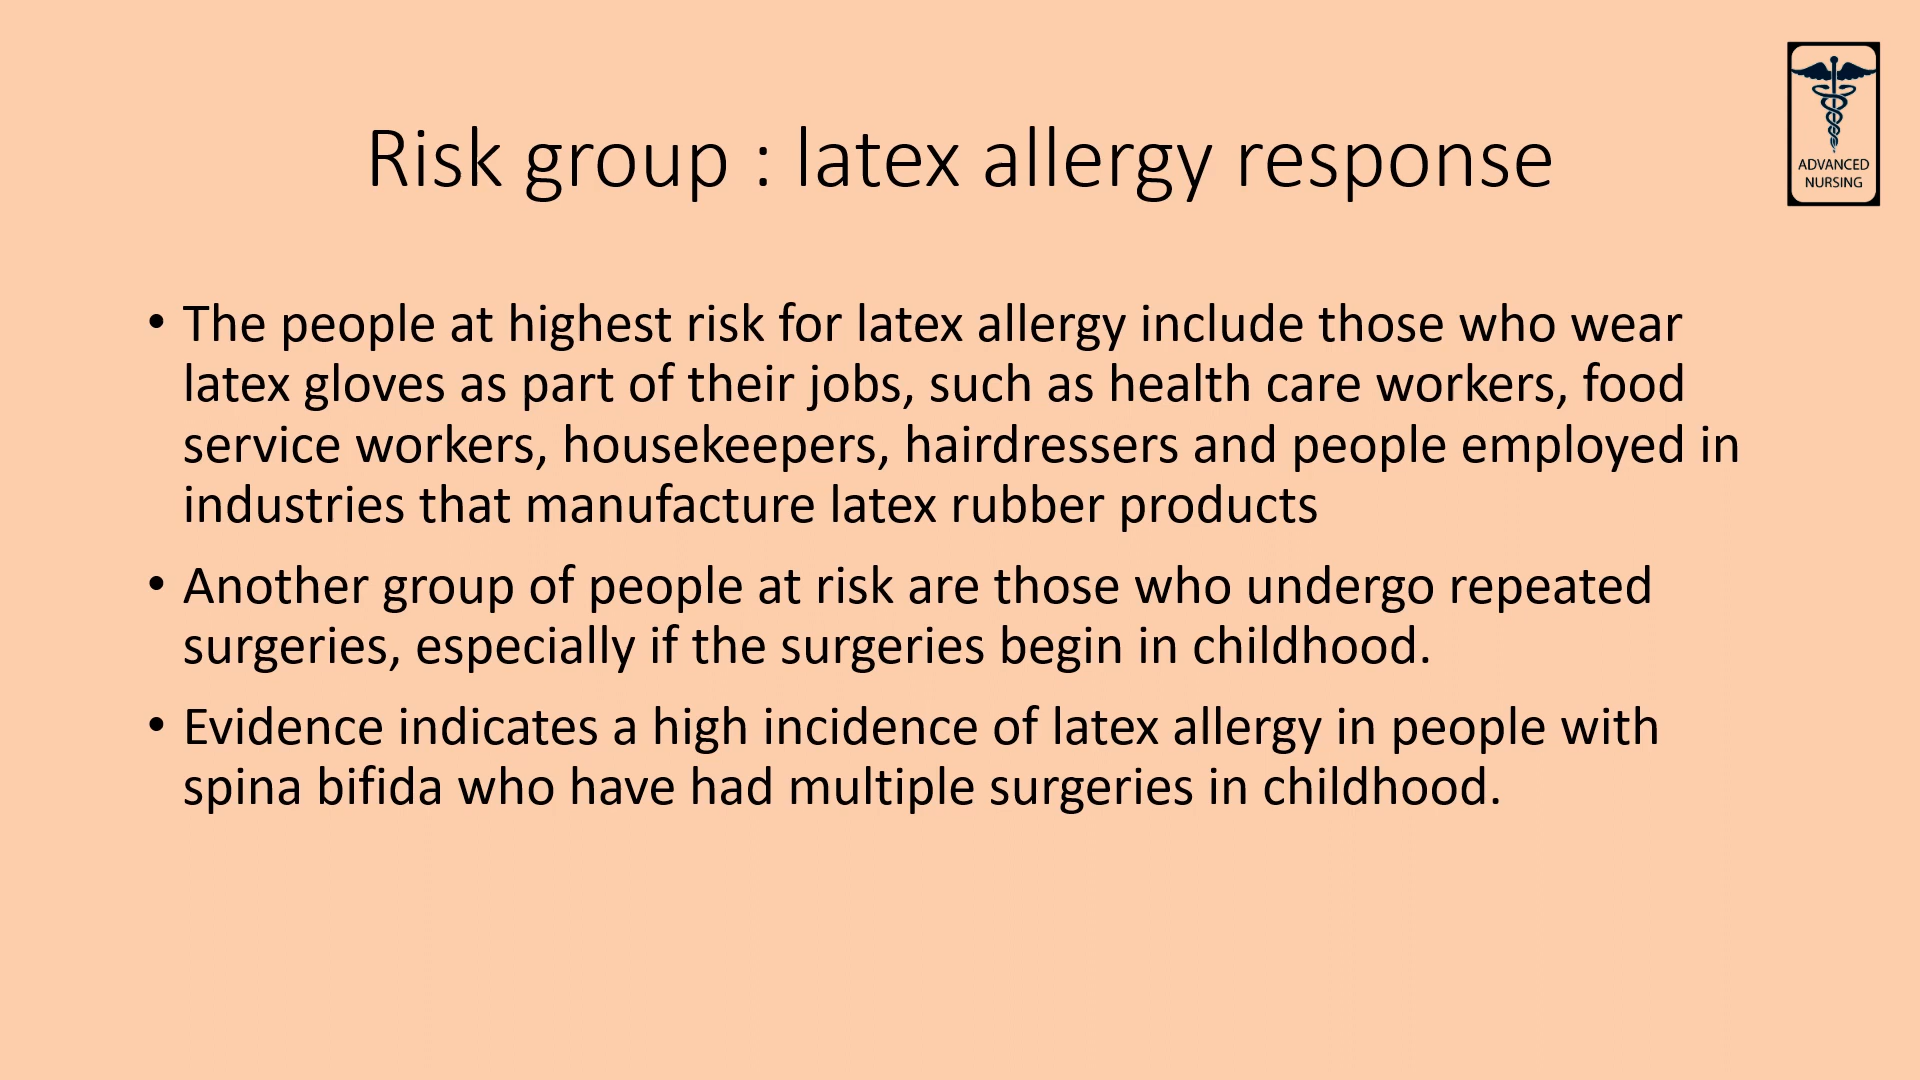 Risk group : latex allergy response
ADVANCED
NURSING
• The people at highest risk for latex allergy include those who wear
latex gloves as part of their jobs, such as health care workers, food
service workers, housekeepers, hairdressers and people employed in
industries that manufacture latex rubber products
• Another group of people at risk are those who undergo repeated
surgeries, especially if the surgeries begin in childhood.
• Evidence indicates a high incidence of latex allergy in people with
spina bifida who have had multiple surgeries in childhood.